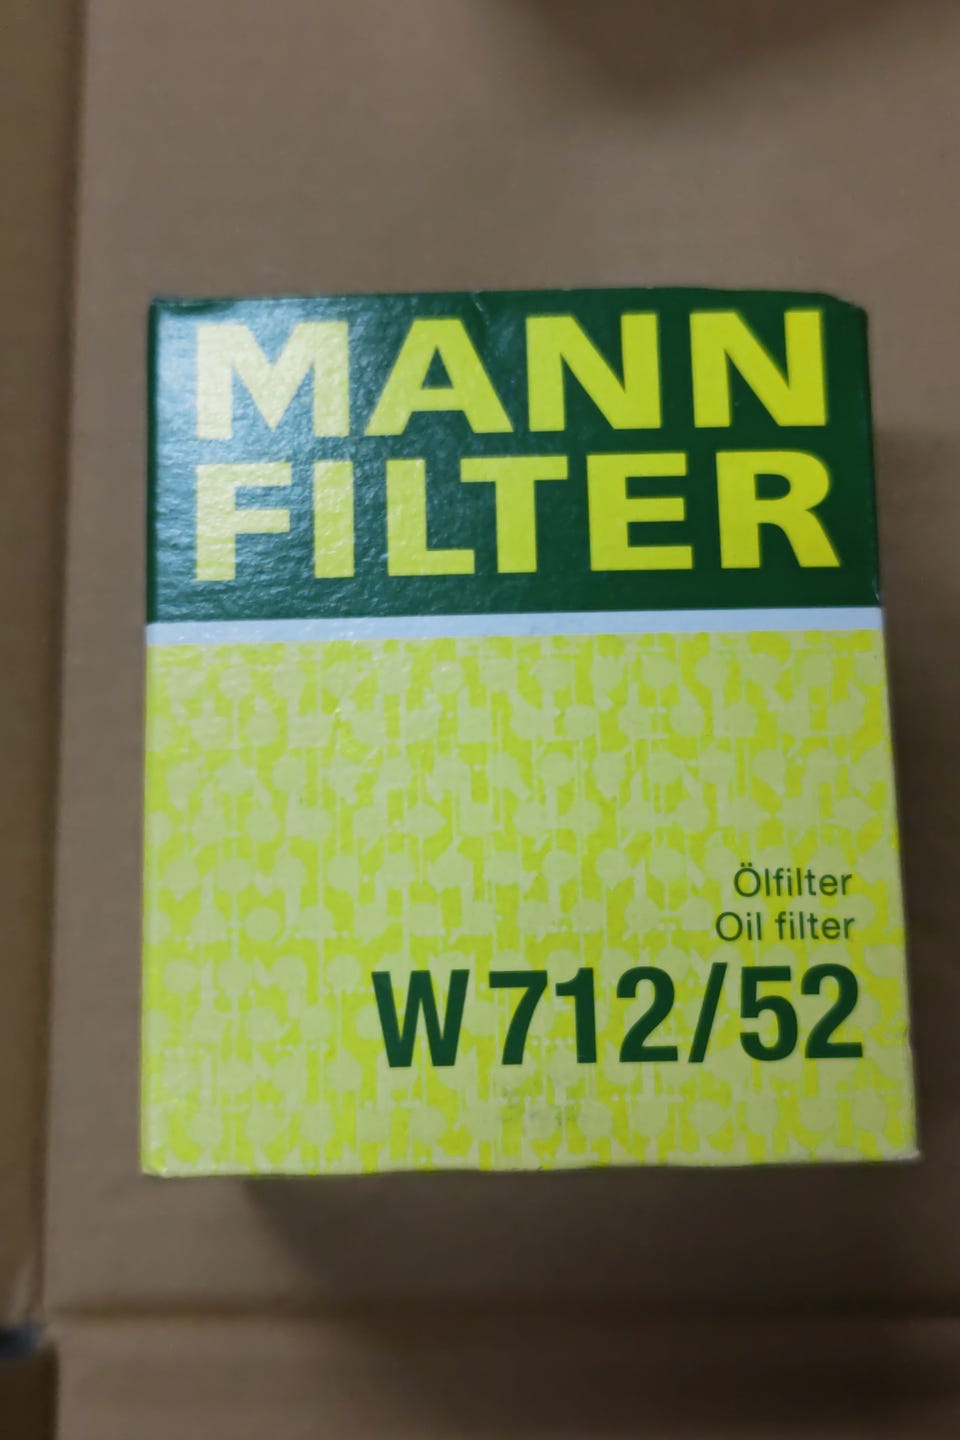 MANN
FILTER
Ölfilter
Oil filter
W 712/52